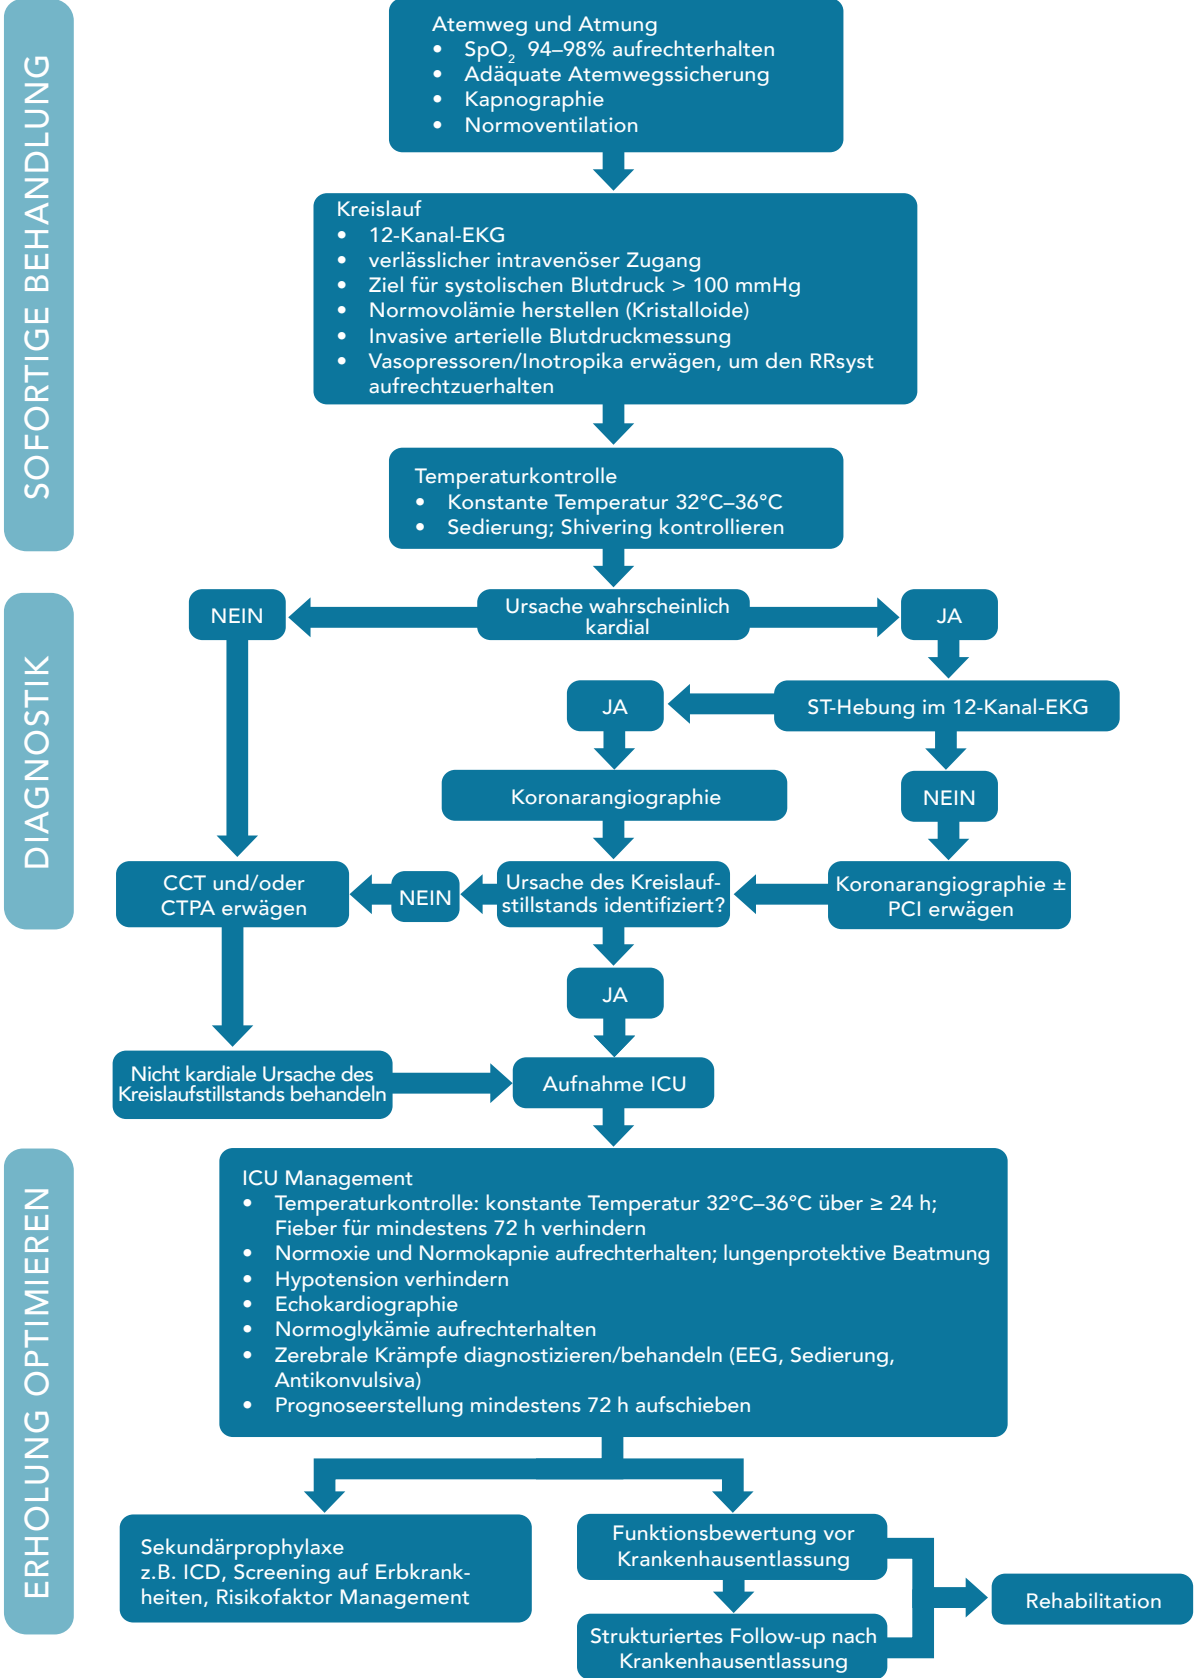 SOFORTIGE BEHANDLUNG
Atemweg und Atmung
• SpO₂ 94–98% aufrechterhalten
• Adäquate Atemwegssicherung
• Kapnographie
• Normoventilation
Kreislauf
• 12-Kanal-EKG
• verlässlicher intravenöser Zugang
• Ziel für systolischen Blutdruck > 100 mmHg
• Normovolämie herstellen (Kristalloide)
• Invasive arterielle Blutdruckmessung
• Vasopressoren/Inotropika erwägen, um den RRsyst
aufrechtzuerhalten
Temperaturkontrolle
• Konstante Temperatur 32°C–36°C
• Sedierung; Shivering kontrollieren
DIAGNOSTIK
NEIN
Ursache wahrscheinlich
kardial
JA
JA
ST-Hebung im 12-Kanal-EKG
Koronarangiographie
NEIN
CCT und/oder
CTPA erwägen
NEIN
Ursache des Kreislauf-
stillstands identifiziert?
Koronarangiographie ±
PCI erwägen
JA
Nicht kardiale Ursache des
Kreislaufstillstands behandeln
Aufnahme ICU
ERHOLUNG OPTIMIEREN
ICU Management
• Temperaturkontrolle: konstante Temperatur 32°C–36°C über ≥ 24 h;
Fieber für mindestens 72 h verhindern
• Normoxie und Normokapnie aufrechterhalten; lungenprotektive Beatmung
• Hypotension verhindern
• Echokardiographie
• Normoglykämie aufrechterhalten
• Zerebrale Krämpfe diagnostizieren/behandeln (EEG, Sedierung,
Antikonvulsiva)
• Prognoseerstellung mindestens 72 h aufschieben
Sekundärprophylaxe
z.B. ICD, Screening auf Erbkrank-
heiten, Risikofaktor Management
Funktionsbewertung vor
Krankenhausentlassung
Strukturiertes Follow-up nach
Krankenhausentlassung
Rehabilitation